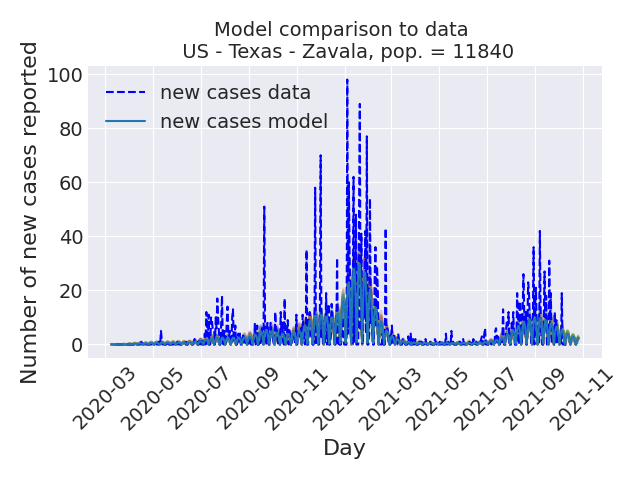 Model comparison to data
US - Texas - Zavala, pop. = 11840
Number of new cases reported
100
80
60
40
20
0
new cases data
new cases model
2020-03
2020-05
2020-07
2020-09
2020-11
2021-01
2021-03
2021-05
2021-07
2021-09
2021-11
Day